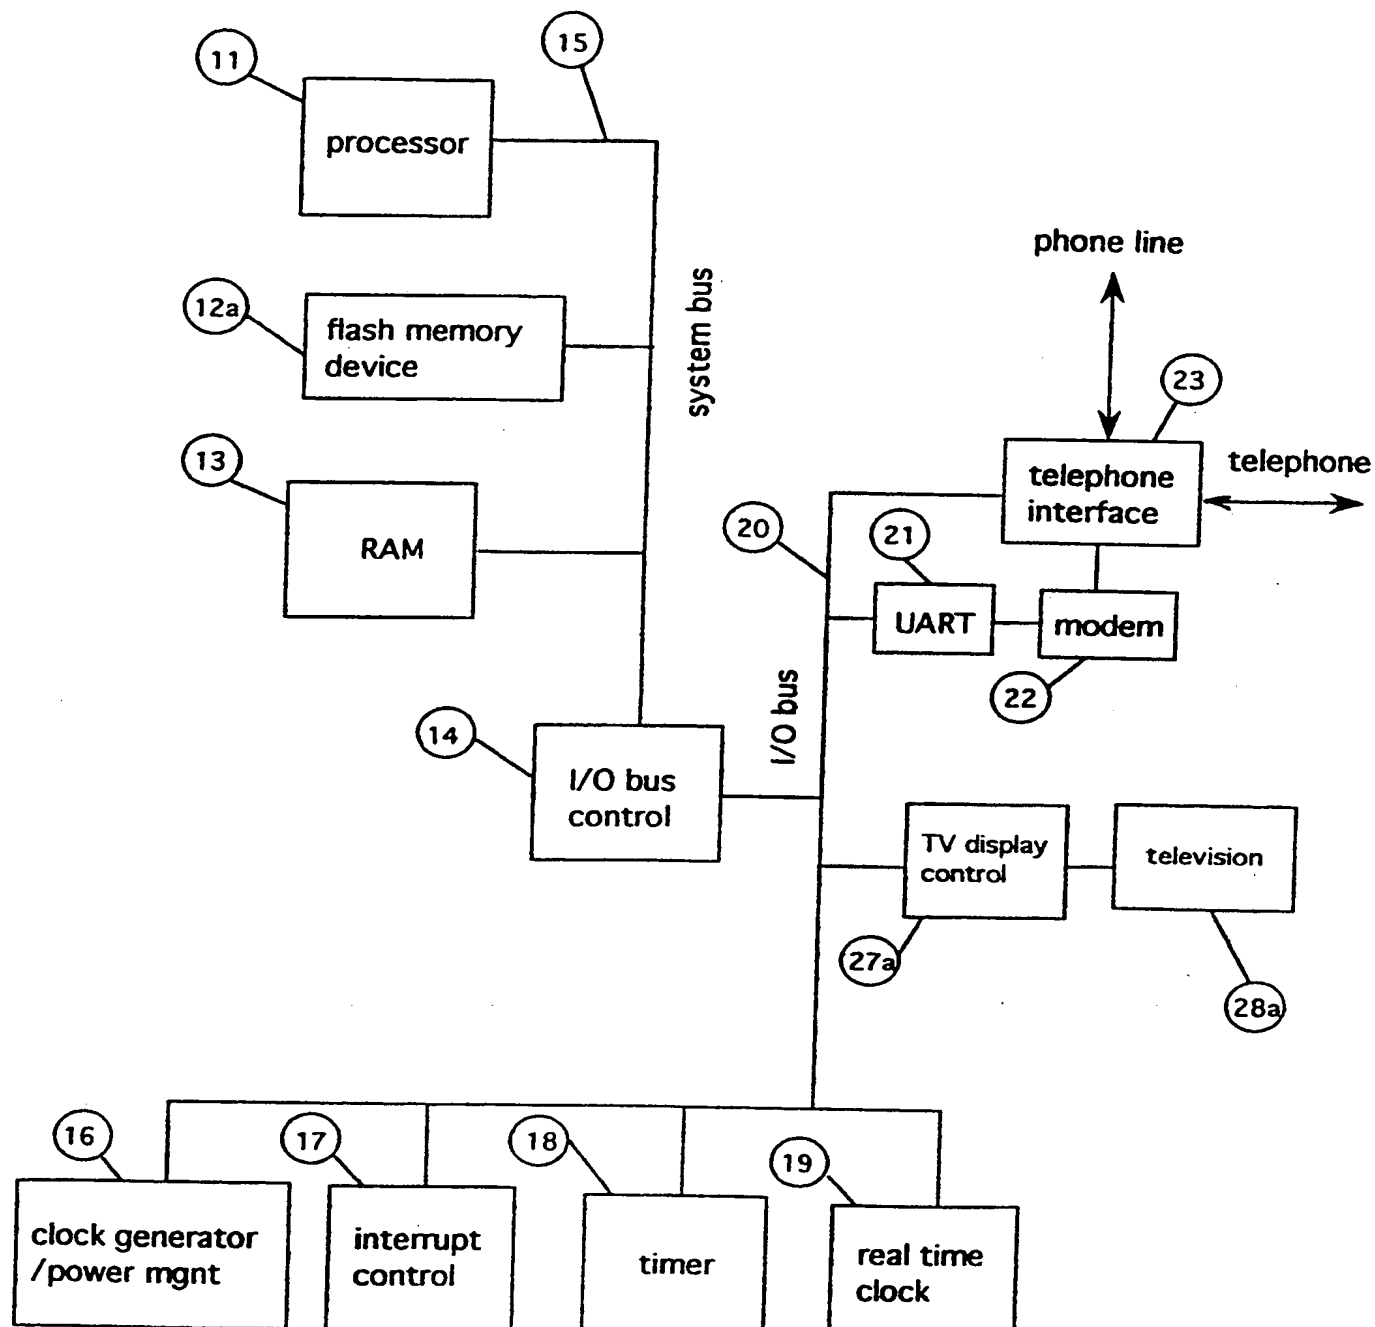 11
15
processor
phone line
12a
flash memory
device
system bus
23
13
telephone
interface
telephone
RAM
20
21
UART
modem
22
14
I/O bus
I/O bus
control
TV display
control
television
27a
28a
16
17
18
19
clock generator
/power mgnt
interrupt
control
timer
real time
clock